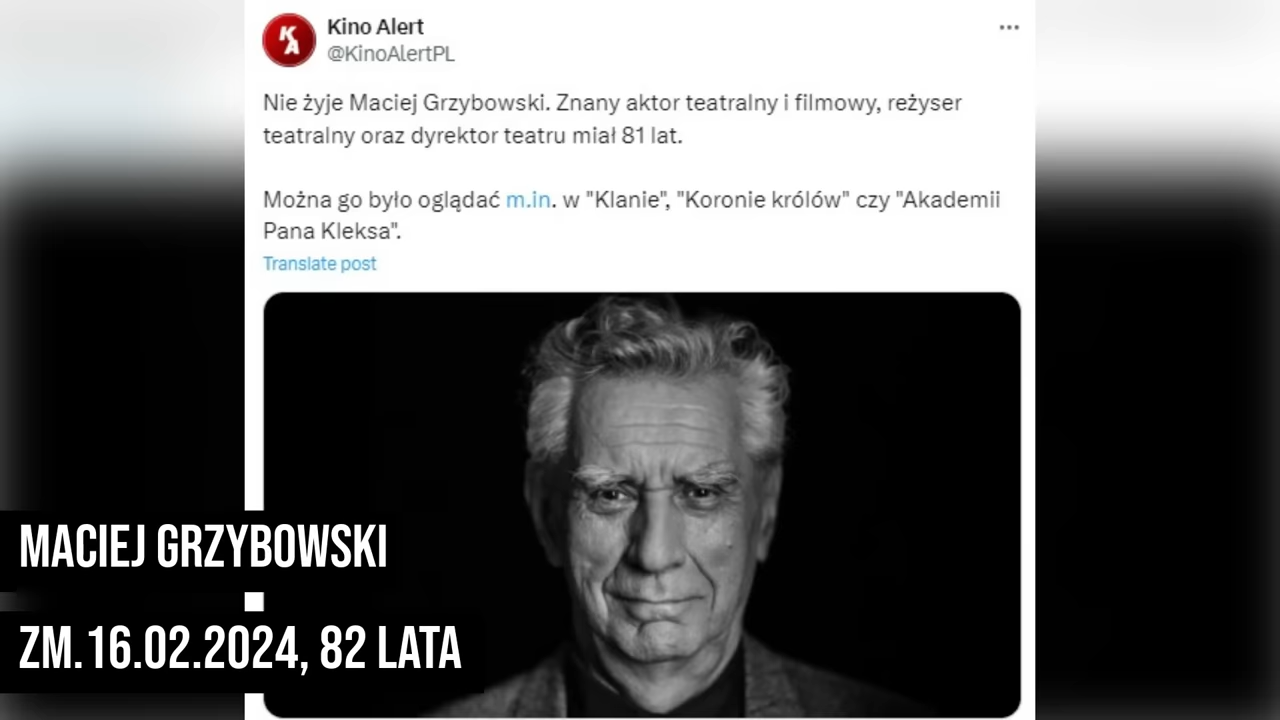 Kino Alert
@KinoAlertPL
Nie żyje Maciej Grzybowski. Znany aktor teatralny i filmowy, reżyser
teatralny oraz dyrektor teatru miał 81 lat.
Można go było oglądać m.in. w "Klanie", "Koronie królów" czy "Akademii
Pana Kleksa".
Translate post
MACIEJ GRZYBOWSKI
ZM.16.02.2024, 82 LATA